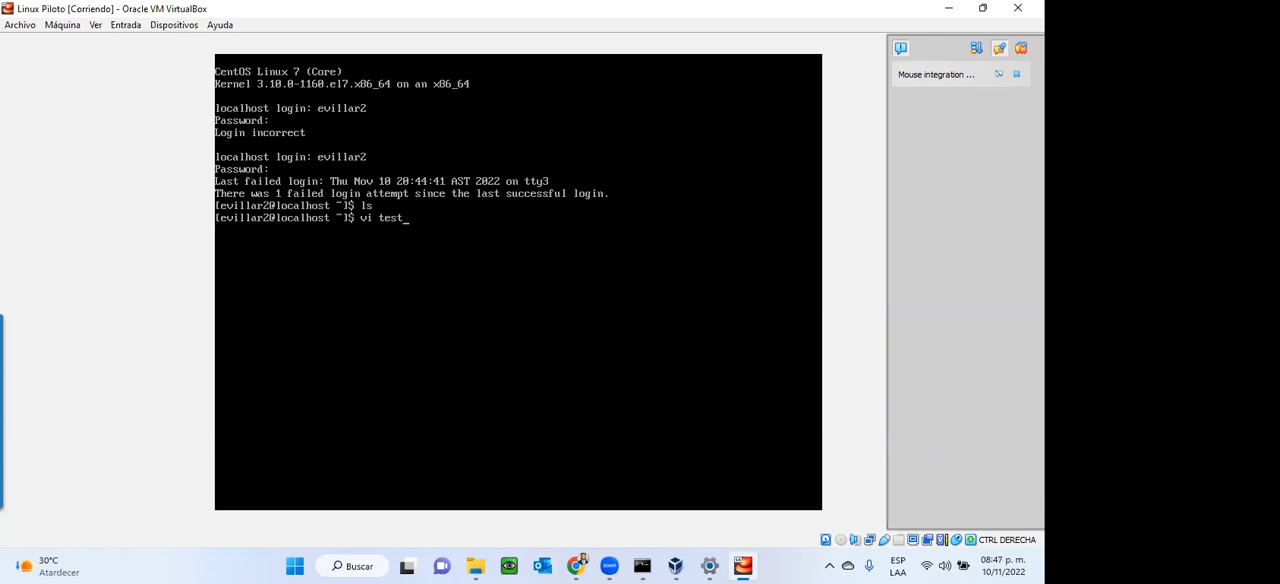 Linux Piloto [Corriendo] - Oracle VM VirtualBox
Archivo Máquina Ver Entrada Dispositivos Ayuda
CentOS Linux 7 (Core)
Kernel 3.10.0-1160.el7.x86_64 on an x86_64
localhost login: evillar2
Password:
Login incorrect
localhost login: evillar2
Password:
Last failed login: Thu Nov 10 20:44:41 AST 2022 on tty3
There was 1 failed login attempt since the last successful login.
[evillar2@localhost ~]$ ls
[evillar2@localhost ~]$ vi test_
Mouse integration ...
CTRL DERECHA
30°C
Atardecer
Buscar
zoom
ESP
LAA
08:47 p. m.
10/11/2022